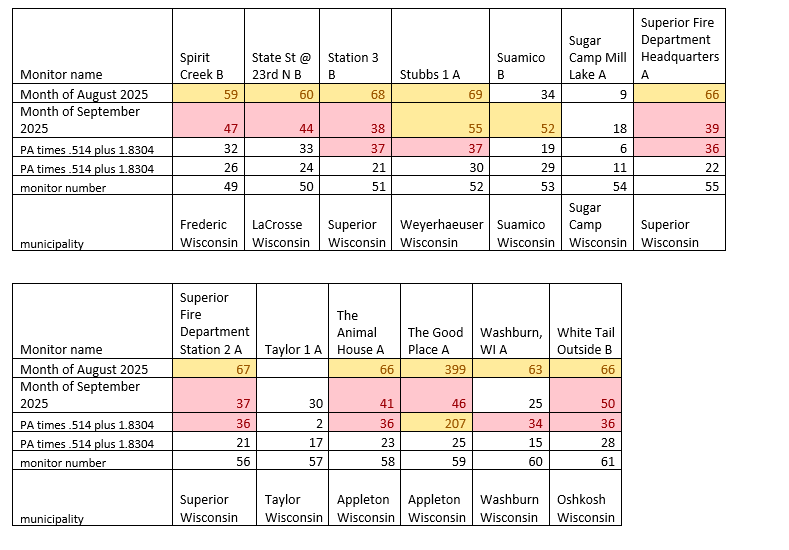 Monitor name Spirit Creek B State St @ 23rd N B Station 3 B Stubbs 1 A Suamico B Sugar Camp Mill Lake A Superior Fire Department Headquarters A
Month of August 2025 59 60 68 69 34 9 66
Month of September 2025 47 44 38 55 52 18 39
PA times .514 plus 1.8304 32 33 37 37 19 6 36
PA times .514 plus 1.8304 26 24 21 30 29 11 22
monitor number 49 50 51 52 53 54 55
municipality Frederic Wisconsin LaCrosse Wisconsin Superior Wisconsin Weyerhaeuser Wisconsin Suamico Wisconsin Sugar Camp Wisconsin Superior Wisconsin
Monitor name Superior Fire Department Station 2 A Taylor 1 A The Animal House A The Good Place A Washburn, WI A White Tail Outside B
Month of August 2025 67 66 399 63 66
Month of September 2025 37 30 41 46 25 50
PA times .514 plus 1.8304 36 2 36 207 34 36
PA times .514 plus 1.8304 21 17 23 25 15 28
monitor number 56 57 58 59 60 61
municipality Superior Wisconsin Taylor Wisconsin Appleton Wisconsin Appleton Wisconsin Washburn Wisconsin Oshkosh Wisconsin